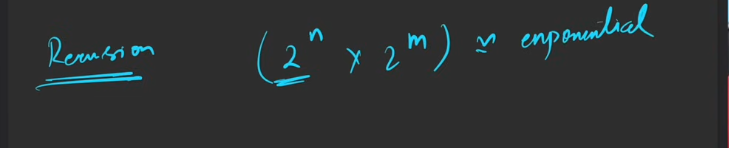 Recursion (2^n x 2^m) ≈ exponential